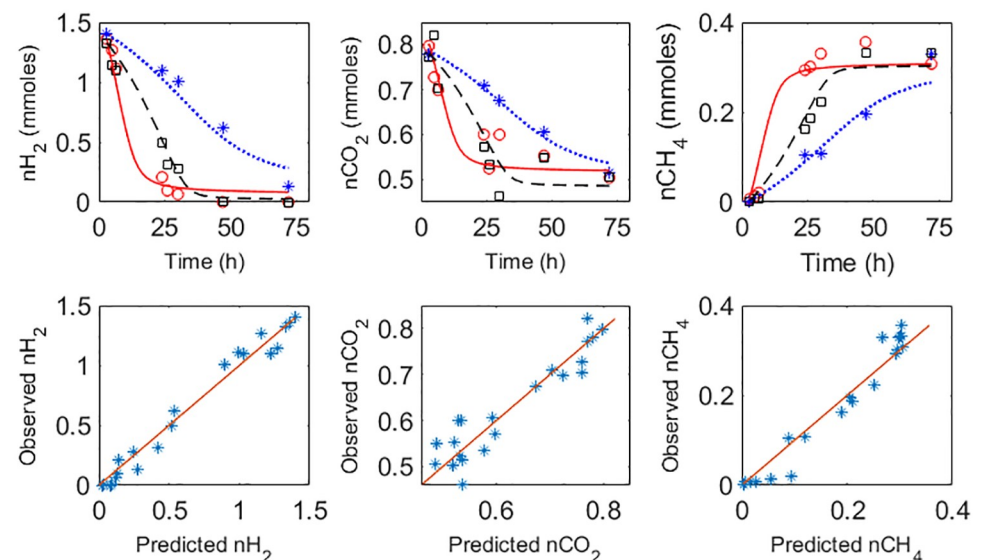 nH2 (mmoles)
1.5
1
0.5
0
0 25 50 75
Time (h)
nCO2 (mmoles)
0.8
0.7
0.6
0.5
0 25 50 75
Time (h)
nCH4 (mmoles)
0.4
0.2
0
0 25 50 75
Time (h)
Observed nH2
1.5
1
0.5
0
0 0.5 1 1.5
Predicted nH2
Observed nCO2
0.8
0.7
0.6
0.5
0.6 0.8
Predicted nCO2
Observed nCH4
0.4
0.2
0
0 0.2 0.4
Predicted nCH4